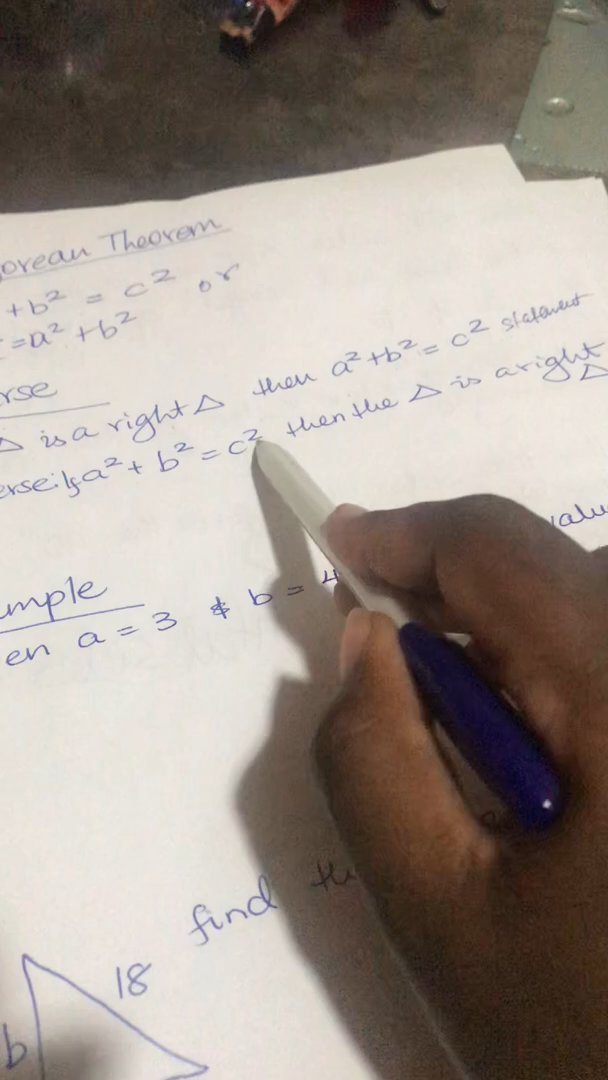 orean Theorem
+b² = c² or
=a² +b²
rse
△ is a right △ then a²+b²= c² statement
erse: If a²+ b² = c² then the △ is a right
△
mple
en a = 3 & b = 4
find
18
b